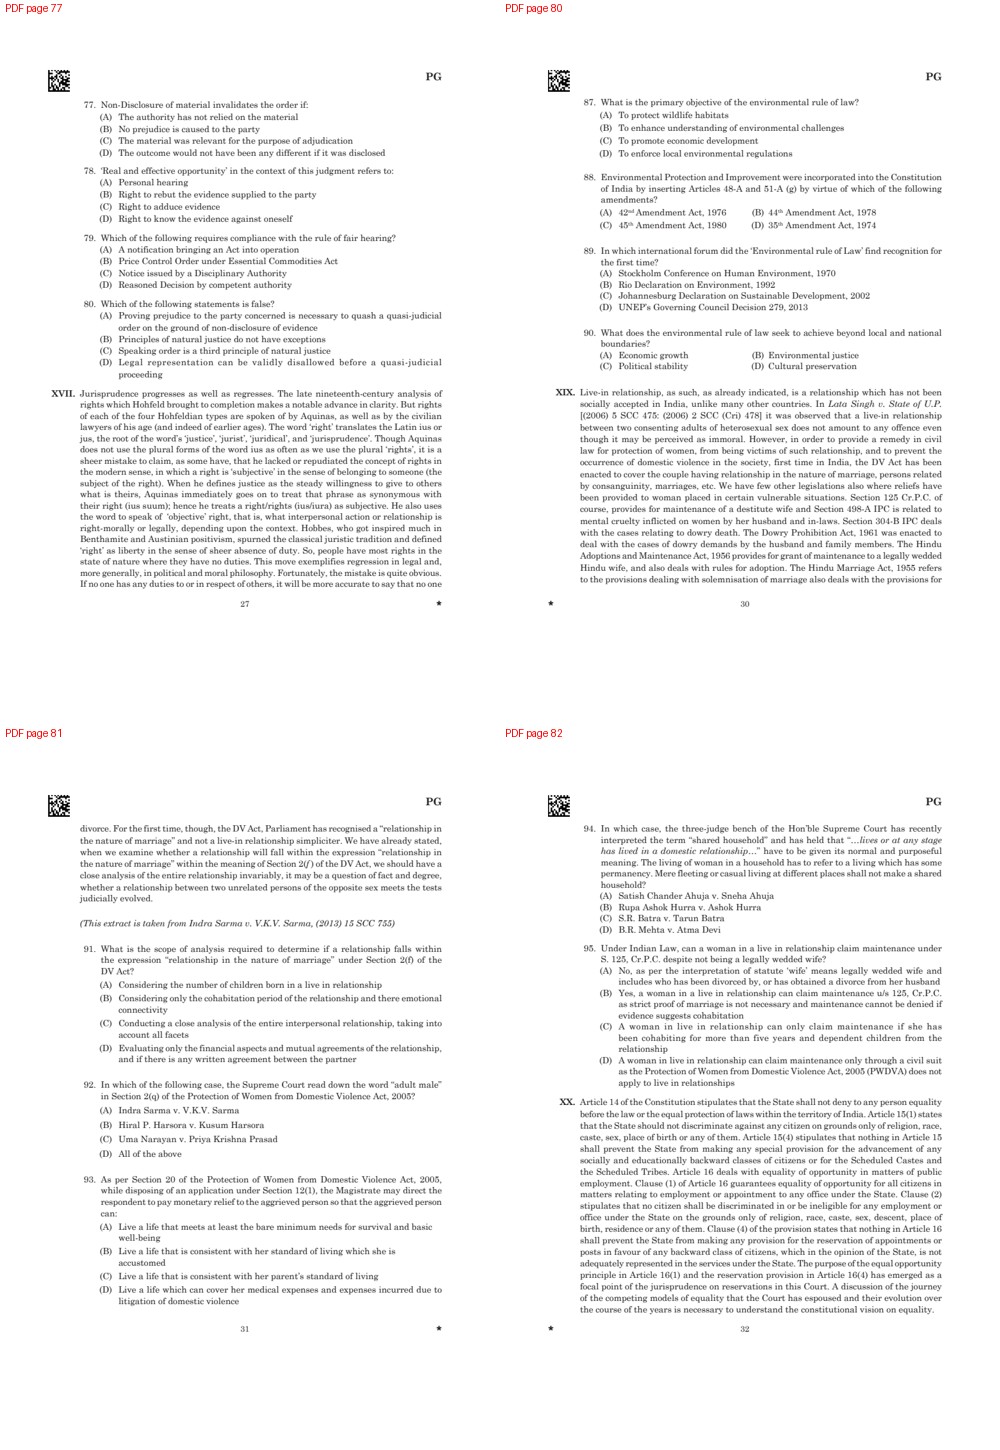 PDF page 77
PG
77. Non-Disclosure of material invalidates the order if:
(A) The authority has not relied on the material
(B) No prejudice is caused to the party
(C) The material was relevant for the purpose of adjudication
(D) The outcome would not have been any different if it was disclosed
78. ‘Real and effective opportunity’ in the context of this judgment refers to:
(A) Personal hearing
(B) Right to rebut the evidence supplied to the party
(C) Right to adduce evidence
(D) Right to know the evidence against oneself
79. Which of the following requires compliance with the rule of fair hearing?
(A) A notification bringing an Act into operation
(B) Price Control Order under Essential Commodities Act
(C) Notice issued by a Disciplinary Authority
(D) Reasoned Decision by competent authority
80. Which of the following statements is false?
(A) Proving prejudice to the party concerned is necessary to quash a quasi-judicial
order on the ground of non-disclosure of evidence
(B) Principles of natural justice do not have exceptions
(C) Speaking order is a third principle of natural justice
(D) Legal representation can be validly disallowed before a quasi-judicial
proceeding
XVII. Jurisprudence progresses as well as regresses. The late nineteenth-century analysis of
rights which Hohfeld brought to completion makes a notable advance in clarity. But rights
of each of the four Hohfeldian types are spoken of by Aquinas, as well as by the civilian
lawyers of his age (and indeed of earlier ages). The word ‘right’ translates the Latin ius or
jus, the root of the word’s ‘justice’, ‘jurist’, ‘juridical’, and ‘jurisprudence’. Though Aquinas
does not use the plural forms of the word ius as often as we use the plural ‘rights’, it is a
sheer mistake to claim, as some have, that he lacked or repudiated the concept of rights in
the modern sense, in which a right is ‘subjective’ in the sense of belonging to someone (the
subject of the right). When he defines justice as the steady willingness to give to others
what is theirs, Aquinas immediately goes on to treat that phrase as synonymous with
their right (ius suum); hence he treats a right/rights (ius/iura) as subjective. He also uses
the word to speak of ‘objective’ right, that is, what interpersonal action or relationship is
right-morally or legally, depending upon the context. Hobbes, who got inspired much in
Benthamite and Austinian positivism, spurned the classical juristic tradition and defined
‘right’ as liberty in the sense of sheer absence of duty. So, people have most rights in the
state of nature where they have no duties. This move exemplifies regression in legal and,
more generally, in political and moral philosophy. Fortunately, the mistake is quite obvious.
If no one has any duties to or in respect of others, it will be more accurate to say that no one
27
*
PDF page 80
PG
87. What is the primary objective of the environmental rule of law?
(A) To protect wildlife habitats
(B) To enhance understanding of environmental challenges
(C) To promote economic development
(D) To enforce local environmental regulations
88. Environmental Protection and Improvement were incorporated into the Constitution
of India by inserting Articles 48-A and 51-A (g) by virtue of which of the following
amendments?
(A) 42nd Amendment Act, 1976 (B) 44th Amendment Act, 1978
(C) 45th Amendment Act, 1980 (D) 35th Amendment Act, 1974
89. In which international forum did the ‘Environmental rule of Law’ find recognition for
the first time?
(A) Stockholm Conference on Human Environment, 1970
(B) Rio Declaration on Environment, 1992
(C) Johannesburg Declaration on Sustainable Development, 2002
(D) UNEP’s Governing Council Decision 279, 2013
90. What does the environmental rule of law seek to achieve beyond local and national
boundaries?
(A) Economic growth (B) Environmental justice
(C) Political stability (D) Cultural preservation
XIX. Live-in relationship, as such, as already indicated, is a relationship which has not been
socially accepted in India, unlike many other countries. In Lata Singh v. State of U.P.
[(2006) 5 SCC 475: (2006) 2 SCC (Cri) 478] it was observed that a live-in relationship
between two consenting adults of heterosexual sex does not amount to any offence even
though it may be perceived as immoral. However, in order to provide a remedy in civil
law for protection of women, from being victims of such relationship, and to prevent the
occurrence of domestic violence in the society, first time in India, the DV Act has been
enacted to cover the couple having relationship in the nature of marriage, persons related
by consanguinity, marriages, etc. We have few other legislations also where reliefs have
been provided to woman placed in certain vulnerable situations. Section 125 Cr.P.C. of
course, provides for maintenance of a destitute wife and Section 498-A IPC is related to
mental cruelty inflicted on women by her husband and in-laws. Section 304-B IPC deals
with the cases relating to dowry death. The Dowry Prohibition Act, 1961 was enacted to
deal with the cases of dowry demands by the husband and family members. The Hindu
Adoptions and Maintenance Act, 1956 provides for grant of maintenance to a legally wedded
Hindu wife, and also deals with rules for adoption. The Hindu Marriage Act, 1955 refers
to the provisions dealing with solemnisation of marriage also deals with the provisions for
*
30
PDF page 81
PG
divorce. For the first time, though, the DV Act, Parliament has recognised a “relationship in
the nature of marriage” and not a live-in relationship simpliciter. We have already stated,
when we examine whether a relationship will fall within the expression “relationship in
the nature of marriage” within the meaning of Section 2(f) of the DV Act, we should have a
close analysis of the entire relationship invariably, it may be a question of fact and degree,
whether a relationship between two unrelated persons of the opposite sex meets the tests
judicially evolved.
(This extract is taken from Indra Sarma v. V.K.V. Sarma, (2013) 15 SCC 755)
91. What is the scope of analysis required to determine if a relationship falls within
the expression “relationship in the nature of marriage” under Section 2(f) of the
DV Act?
(A) Considering the number of children born in a live in relationship
(B) Considering only the cohabitation period of the relationship and there emotional
connectivity
(C) Conducting a close analysis of the entire interpersonal relationship, taking into
account all facets
(D) Evaluating only the financial aspects and mutual agreements of the relationship,
and if there is any written agreement between the partner
92. In which of the following case, the Supreme Court read down the word “adult male”
in Section 2(q) of the Protection of Women from Domestic Violence Act, 2005?
(A) Indra Sarma v. V.K.V. Sarma
(B) Hiral P. Harsora v. Kusum Harsora
(C) Uma Narayan v. Priya Krishna Prasad
(D) All of the above
93. As per Section 20 of the Protection of Women from Domestic Violence Act, 2005,
while disposing of an application under Section 12(1), the Magistrate may direct the
respondent to pay monetary relief to the aggrieved person so that the aggrieved person
can:
(A) Live a life that meets at least the bare minimum needs for survival and basic
well-being
(B) Live a life that is consistent with her standard of living which she is
accustomed
(C) Live a life that is consistent with her parent’s standard of living
(D) Live a life which can cover her medical expenses and expenses incurred due to
litigation of domestic violence
31
*
PDF page 82
PG
94. In which case, the three-judge bench of the Hon’ble Supreme Court has recently
interpreted the term “shared household” and has held that “…lives or at any stage
has lived in a domestic relationship…” have to be given its normal and purposeful
meaning. The living of woman in a household has to refer to a living which has some
permanency. Mere fleeting or casual living at different places shall not make a shared
household?
(A) Satish Chander Ahuja v. Sneha Ahuja
(B) Rupa Ashok Hurra v. Ashok Hurra
(C) S.R. Batra v. Tarun Batra
(D) B.R. Mehta v. Atma Devi
95. Under Indian Law, can a woman in a live in relationship claim maintenance under
S. 125, Cr.P.C. despite not being a legally wedded wife?
(A) No, as per the interpretation of statute ‘wife’ means legally wedded wife and
includes who has been divorced by, or has obtained a divorce from her husband
(B) Yes, a woman in a live in relationship can claim maintenance u/s 125, Cr.P.C.
as strict proof of marriage is not necessary and maintenance cannot be denied if
evidence suggests cohabitation
(C) A woman in live in relationship can only claim maintenance if she has
been cohabiting for more than five years and dependent children from the
relationship
(D) A woman in live in relationship can claim maintenance only through a civil suit
as the Protection of Women from Domestic Violence Act, 2005 (PWDVA) does not
apply to live in relationships
XX. Article 14 of the Constitution stipulates that the State shall not deny to any person equality
before the law or the equal protection of laws within the territory of India. Article 15(1) states
that the State should not discriminate against any citizen on grounds only of religion, race,
caste, sex, place of birth or any of them. Article 15(4) stipulates that nothing in Article 15
shall prevent the State from making any special provision for the advancement of any
socially and educationally backward classes of citizens or for the Scheduled Castes and
the Scheduled Tribes. Article 16 deals with equality of opportunity in matters of public
employment. Clause (1) of Article 16 guarantees equality of opportunity for all citizens in
matters relating to employment or appointment to any office under the State. Clause (2)
stipulates that no citizen shall be discriminated in or be ineligible for any employment or
office under the State on the grounds only of religion, race, caste, sex, descent, place of
birth, residence or any of them. Clause (4) of the provision states that nothing in Article 16
shall prevent the State from making any provision for the reservation of appointments or
posts in favour of any backward class of citizens, which in the opinion of the State, is not
adequately represented in the services under the State. The purpose of the equal opportunity
principle in Article 16(1) and the reservation provision in Article 16(4) has emerged as a
focal point of the jurisprudence on reservations in this Court. A discussion of the journey
of the competing models of equality that the Court has espoused and their evolution over
the course of the years is necessary to understand the constitutional vision on equality.
*
32